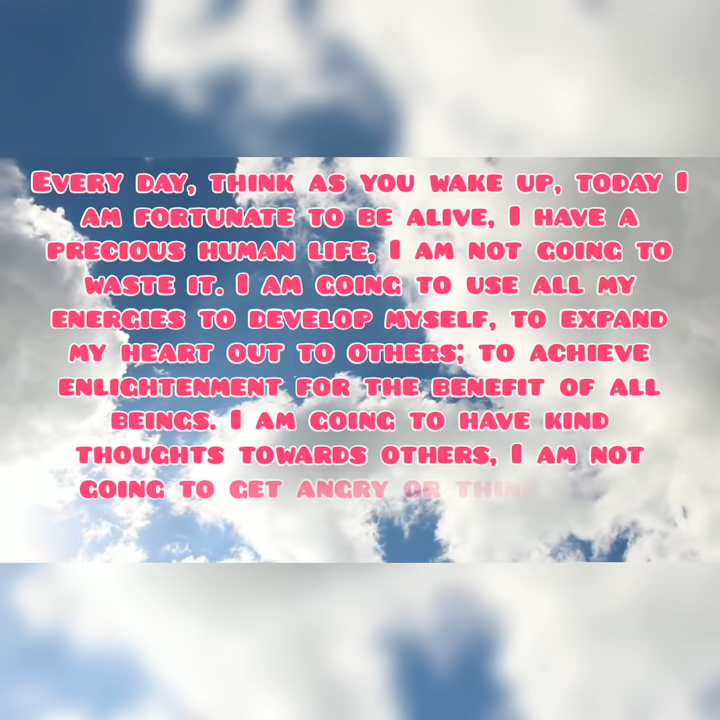 Every day, think as you wake up, today I
am fortunate to be alive, I have a
precious human life, I am not going to
waste it. I am going to use all my
energies to develop myself, to expand
my heart out to others; to achieve
enlightenment for the benefit of all
beings. I am going to have kind
thoughts towards others, I am not
going to get angry or think